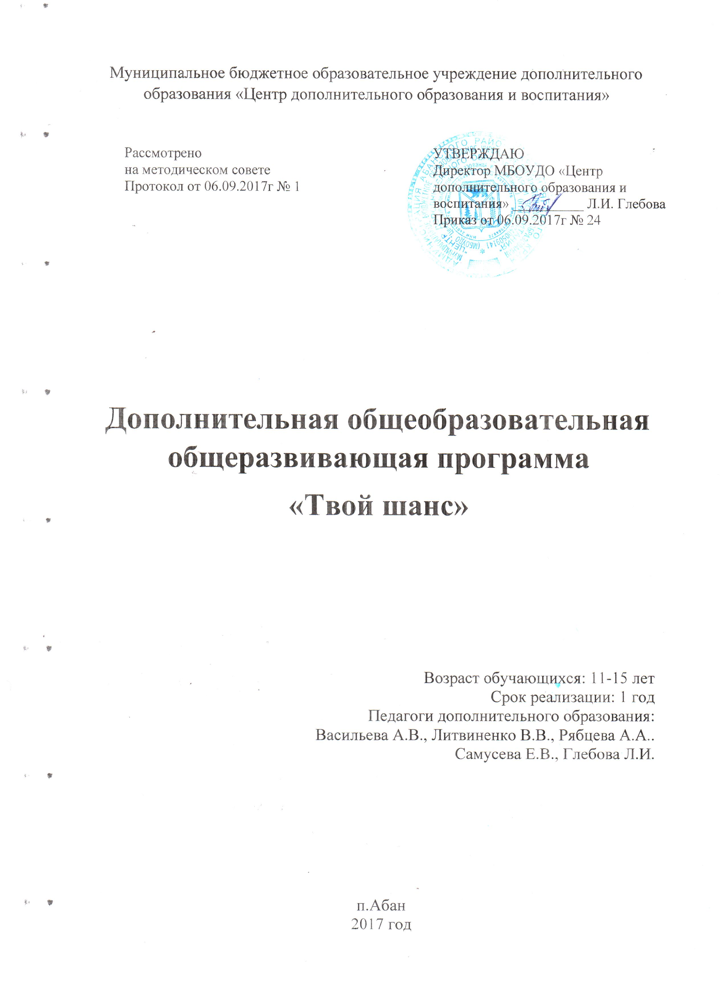 Муниципальное бюджетное образовательное учреждение дополнительного
образования «Центр дополнительного образования и воспитания»
Рассмотрено
на методическом совете
Протокол от 06.09.2017г № 1
УТВЕРЖДАЮ
Директор МБОУДО «Центр
дополнительного образования и
воспитания» Л.И. Глебова
Приказ от 06.09.2017г № 24
Дополнительная общеобразовательная
общеразвивающая программа
«Твой шанс»
Возраст обучающихся: 11-15 лет
Срок реализации: 1 год
Педагоги дополнительного образования:
Васильева А.В., Литвиненко В.В., Рябцева А.А..
Самусева Е.В., Глебова Л.И.
п.Абан
2017 год